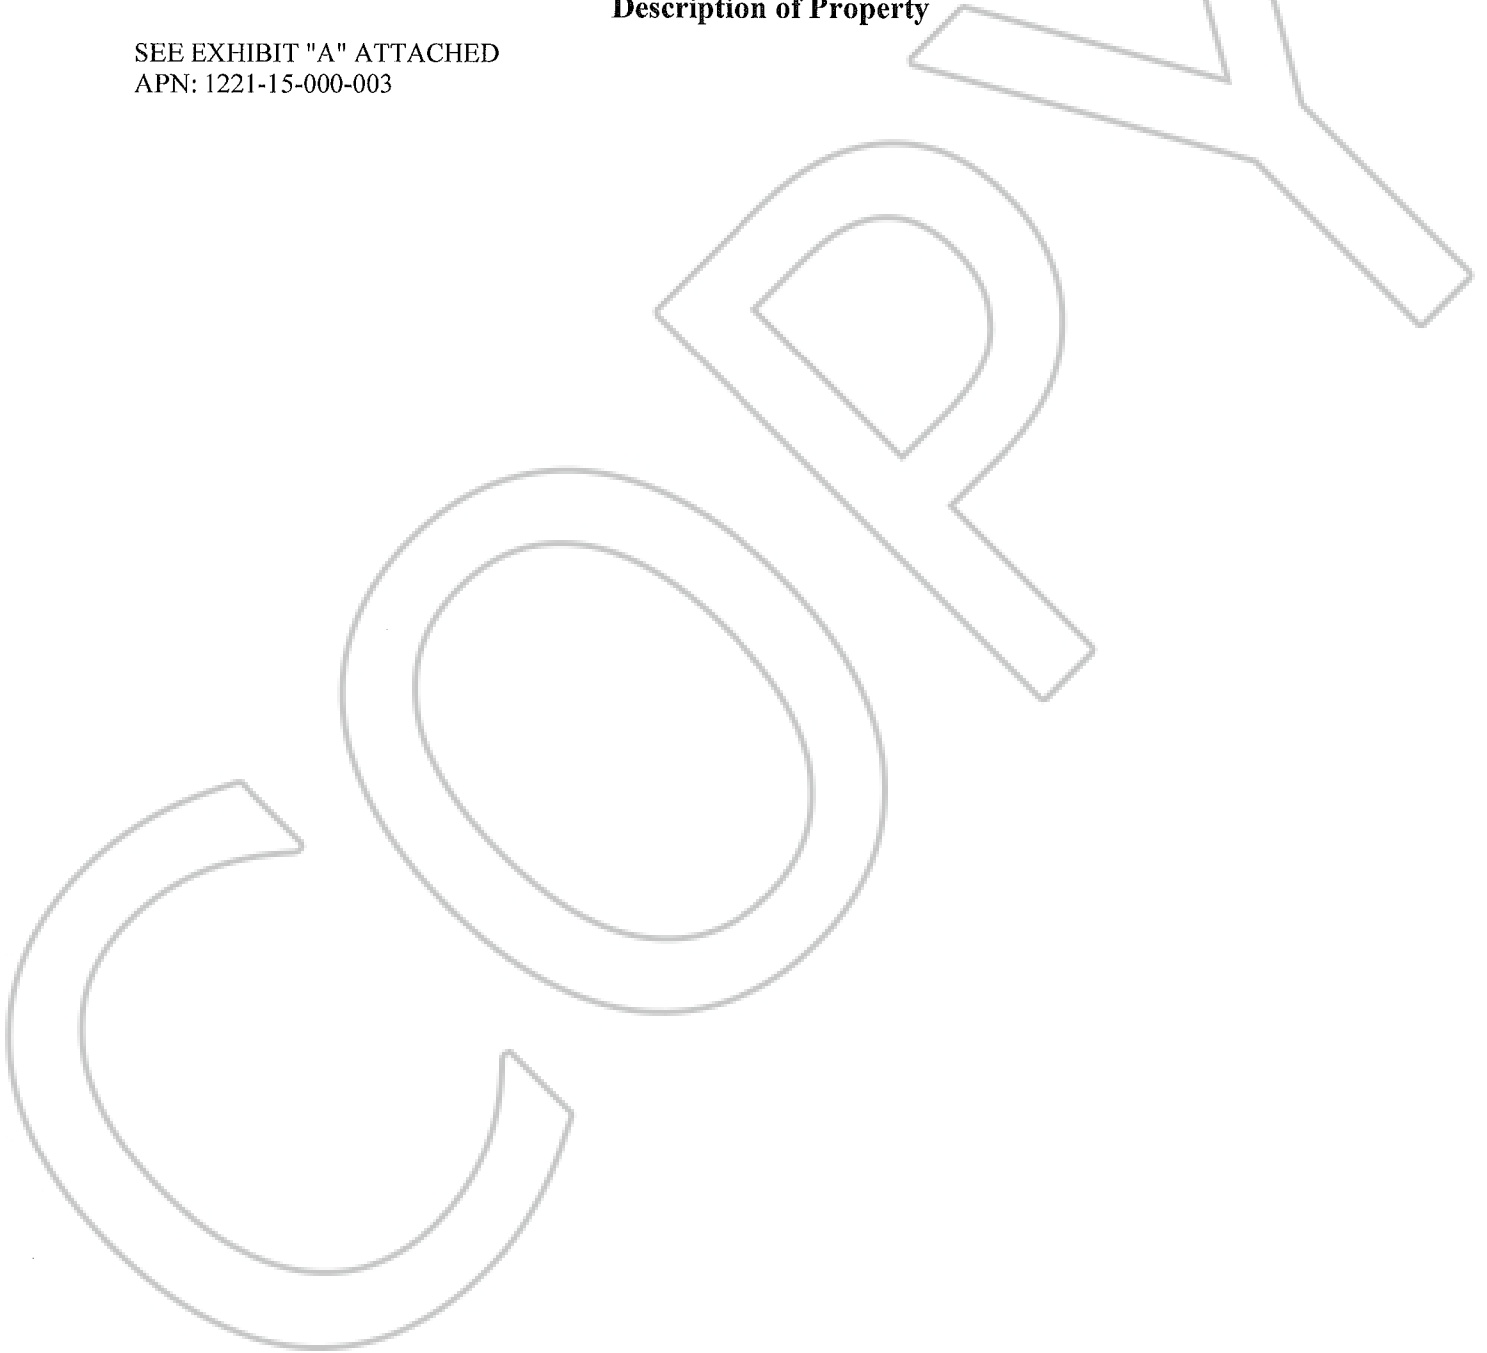 Description of Property
SEE EXHIBIT "A" ATTACHED
APN: 1221-15-000-003
COPY